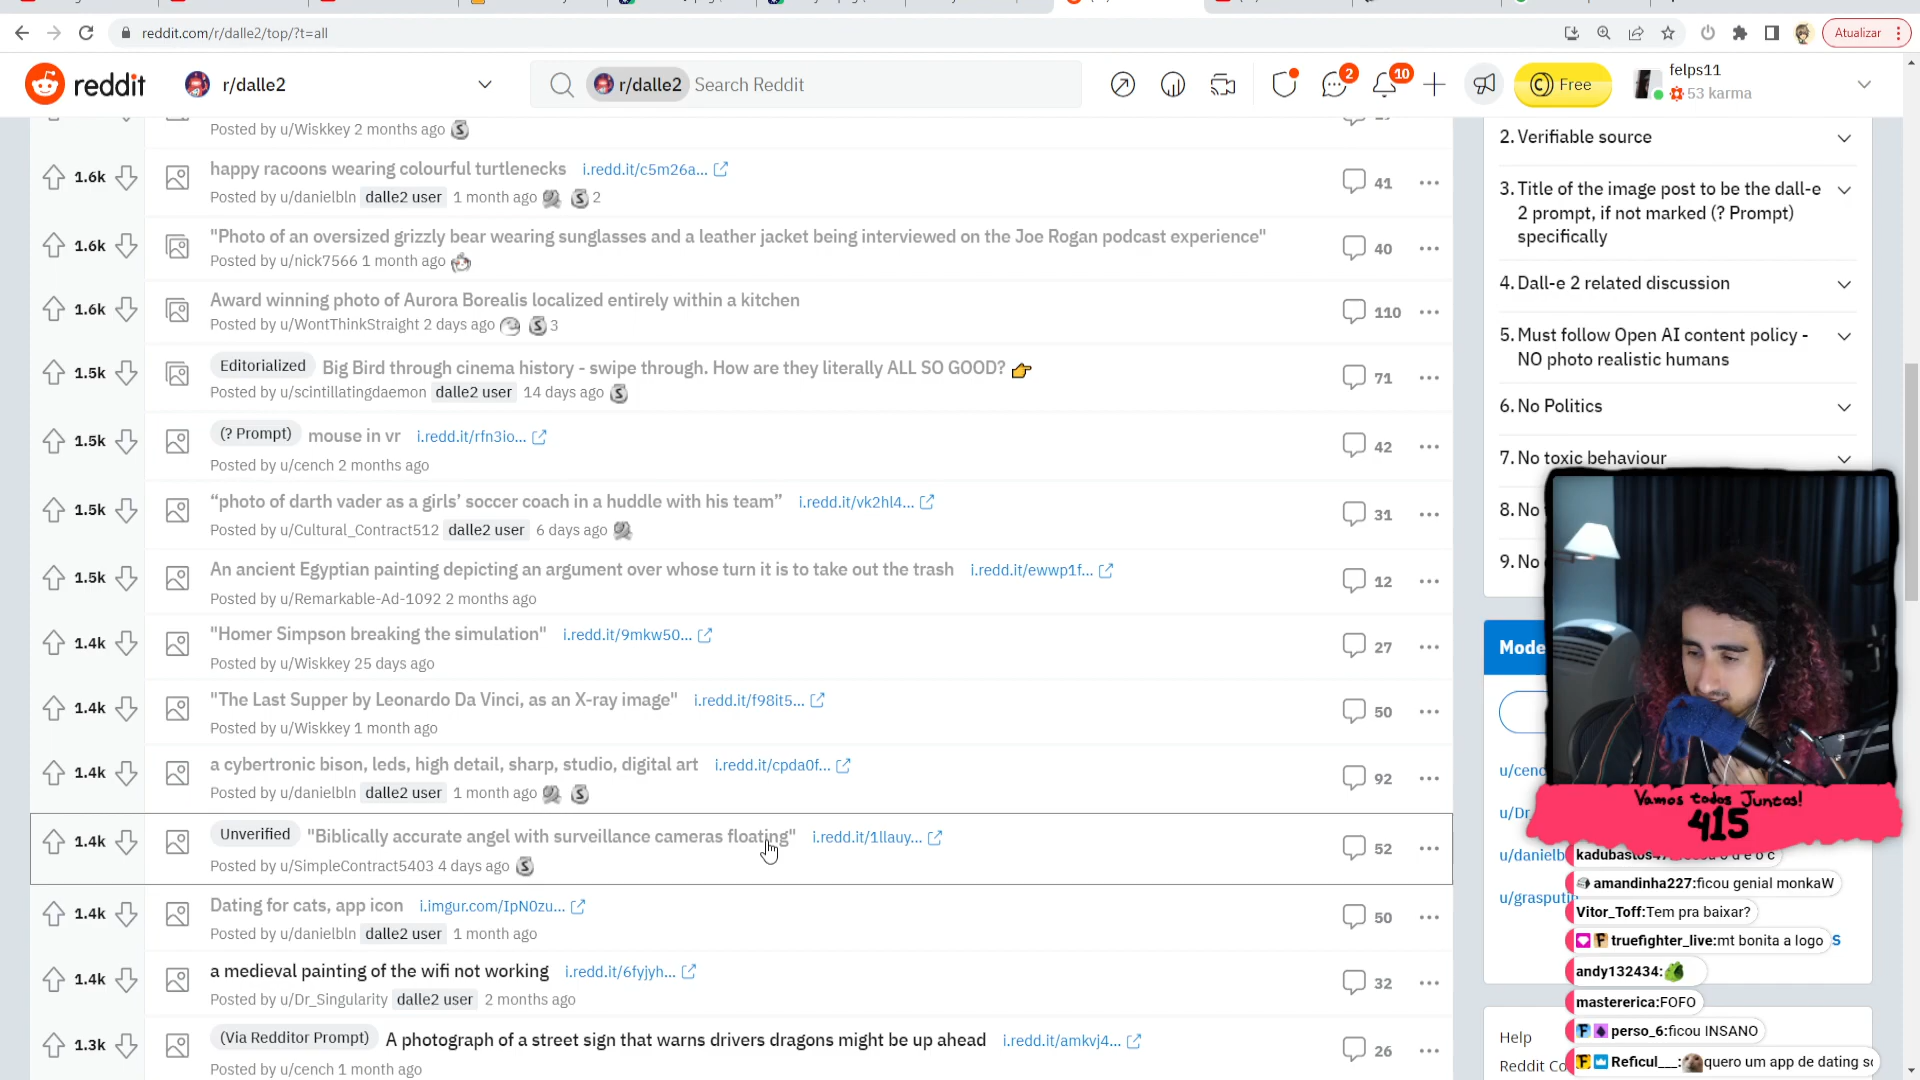 reddit.com/r/dalle2/top/?t=all
Atualizar
reddit
r/dalle2
r/dalle2
Search Reddit
2
10
Free
felps11
53 karma
Posted by u/Wiskkey 2 months ago
1.6k
happy racoons wearing colourful turtlenecks
i.redd.it/c5m26a...
41
Posted by u/danielbln dalle2 user 1 month ago 2
1.6k
"Photo of an oversized grizzly bear wearing sunglasses and a leather jacket being interviewed on the Joe Rogan podcast experience"
40
Posted by u/nick7566 1 month ago
1.6k
Award winning photo of Aurora Borealis localized entirely within a kitchen
110
Posted by u/WontThinkStraight 2 days ago 3
1.5k
Editorialized Big Bird through cinema history - swipe through. How are they literally ALL SO GOOD? 👉
71
Posted by u/scintillatingdaemon dalle2 user 14 days ago
1.5k
(? Prompt) mouse in vr
i.redd.it/rfn3io...
42
Posted by u/cench 2 months ago
1.5k
“photo of darth vader as a girls’ soccer coach in a huddle with his team”
i.redd.it/vk2hl4...
31
Posted by u/Cultural_Contract512 dalle2 user 6 days ago
1.5k
An ancient Egyptian painting depicting an argument over whose turn it is to take out the trash
i.redd.it/ewwp1f...
12
Posted by u/Remarkable-Ad-1092 2 months ago
1.4k
"Homer Simpson breaking the simulation"
i.redd.it/9mkw50...
27
Posted by u/Wiskkey 25 days ago
1.4k
"The Last Supper by Leonardo Da Vinci, as an X-ray image"
i.redd.it/f98it5...
50
Posted by u/Wiskkey 1 month ago
1.4k
a cybertronic bison, leds, high detail, sharp, studio, digital art
i.redd.it/cpda0f...
92
Posted by u/danielbln dalle2 user 1 month ago
1.4k
Unverified "Biblically accurate angel with surveillance cameras floating"
i.redd.it/1llauy...
52
Posted by u/SimpleContract5403 4 days ago
1.4k
Dating for cats, app icon
i.imgur.com/IpN0zu...
50
Posted by u/danielbln dalle2 user 1 month ago
1.4k
a medieval painting of the wifi not working
i.redd.it/6fyjyh...
32
Posted by u/Dr_Singularity dalle2 user 2 months ago
1.3k
(Via Redditor Prompt) A photograph of a street sign that warns drivers dragons might be up ahead
i.redd.it/amkvj4...
26
Posted by u/cench 1 month ago
2. Verifiable source
3. Title of the image post to be the dall-e
2 prompt, if not marked (? Prompt)
specifically
4. Dall-e 2 related discussion
5. Must follow Open AI content policy -
NO photo realistic humans
6. No Politics
7. No toxic behaviour
8. No
9. No
Mode
u/cenc
u/Dr_
u/danielb
u/grasputin
Vamos todos Juntos!
415
amandinha227:ficou genial monkaW
Vitor_Toff:Tem pra baixar?
truefighter_live:mt bonita a logo S
andy132434:
mastererica:FOFO
perso_6:ficou INSANO
Reficul___: quero um app de dating so
Help
Reddit Co